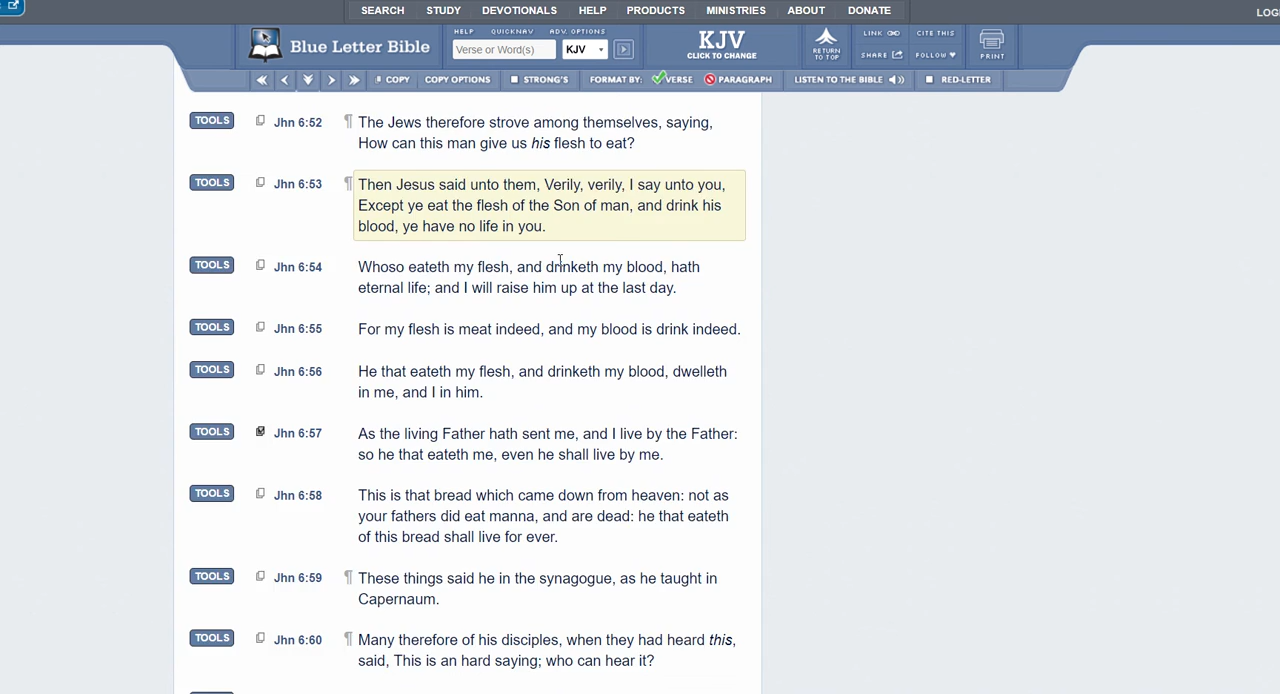 SEARCH STUDY DEVOTIONALS HELP PRODUCTS MINISTRIES ABOUT DONATE
Blue Letter Bible
HELP QUICKNAV ADV. OPTIONS
Verse or Word(s) KJV
KJV
CLICK TO CHANGE
RETURN
TO TOP
LINK CITE THIS
SHARE FOLLOW
PRINT
COPY COPY OPTIONS STRONG'S FORMAT BY: VERSE PARAGRAPH LISTEN TO THE BIBLE RED-LETTER
TOOLS Jhn 6:52 ¶ The Jews therefore strove among themselves, saying,
How can this man give us his flesh to eat?
TOOLS Jhn 6:53 ¶ Then Jesus said unto them, Verily, verily, I say unto you,
Except ye eat the flesh of the Son of man, and drink his
blood, ye have no life in you.
TOOLS Jhn 6:54 Whoso eateth my flesh, and drinketh my blood, hath
eternal life; and I will raise him up at the last day.
TOOLS Jhn 6:55 For my flesh is meat indeed, and my blood is drink indeed.
TOOLS Jhn 6:56 He that eateth my flesh, and drinketh my blood, dwelleth
in me, and I in him.
TOOLS Jhn 6:57 As the living Father hath sent me, and I live by the Father:
so he that eateth me, even he shall live by me.
TOOLS Jhn 6:58 This is that bread which came down from heaven: not as
your fathers did eat manna, and are dead: he that eateth
of this bread shall live for ever.
TOOLS Jhn 6:59 ¶ These things said he in the synagogue, as he taught in
Capernaum.
TOOLS Jhn 6:60 ¶ Many therefore of his disciples, when they had heard this,
said, This is an hard saying; who can hear it?